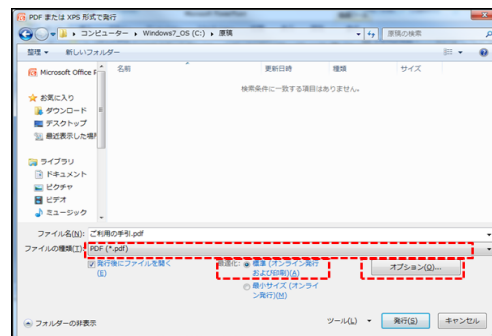 PDF または XPS 形式で発行
コンピューター ▸ Windows7_OS (C:) ▸ 原稿
原稿の検索
整理 新しいフォルダー
Microsoft Office P
名前 更新日時 種類 サイズ
検索条件に一致する項目はありません。
お気に入り
ダウンロード
デスクトップ
最近表示した場所
ライブラリ
ドキュメント
ピクチャ
ビデオ
ミュージック
ファイル名(N): ご利用の手引.pdf
ファイルの種類(T): PDF (*.pdf)
発行後にファイルを開く
(E)
最適化: 標準 (オンライン発行
および印刷)(A)
最小サイズ (オンライ
ン発行)(M)
オプション(O)...
フォルダーの非表示
ツール(L) 発行(S) キャンセル